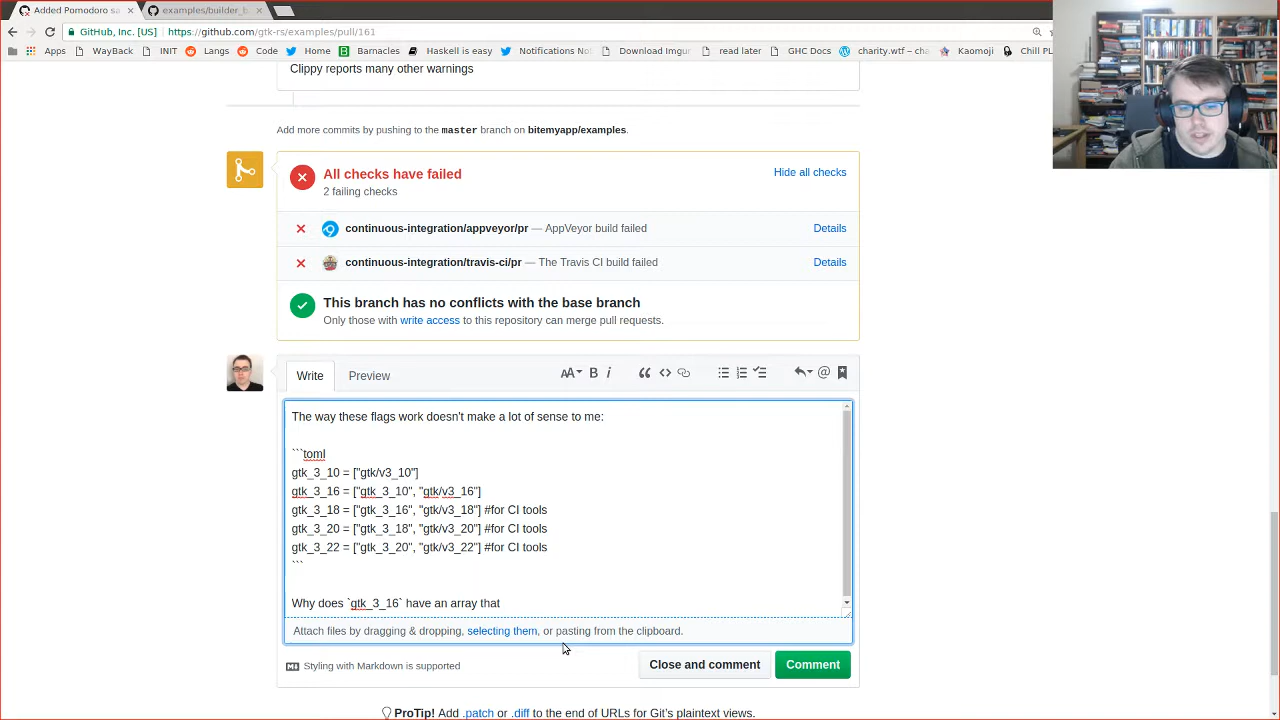 Added Pomodoro to
examples/builder_b
GitHub, Inc. [US]
https://github.com/gtk-rs/examples/pull/161
Apps
WayBack
INIT
Langs
Code
Home
Barnacles
Haskell is easy
Notbad
Download Imgur
read later
GHC Docs
charity.wtf
Kanetoji
Chill PL
Clippy reports many other warnings
Add more commits by pushing to the master branch on bitemyapp/examples.
All checks have failed
Hide all checks
2 failing checks
continuous-integration/appveyor/pr — AppVeyor build failed
Details
continuous-integration/travis-ci/pr — The Travis CI build failed
Details
This branch has no conflicts with the base branch
Only those with write access to this repository can merge pull requests.
Write
Preview
AA B i
The way these flags work doesn't make a lot of sense to me:
```toml
gtk_3_10 = ["gtk/v3_10"]
gtk_3_16 = ["gtk_3_10", "gtk/v3_16"]
gtk_3_18 = ["gtk_3_16", "gtk/v3_18"] #for CI tools
gtk_3_20 = ["gtk_3_18", "gtk/v3_20"] #for CI tools
gtk_3_22 = ["gtk_3_20", "gtk/v3_22"] #for CI tools
```
Why does `gtk_3_16` have an array that
Attach files by dragging & dropping, selecting them, or pasting from the clipboard.
Styling with Markdown is supported
Close and comment
Comment
ProTip! Add .patch or .diff to the end of URLs for Git's plaintext views.